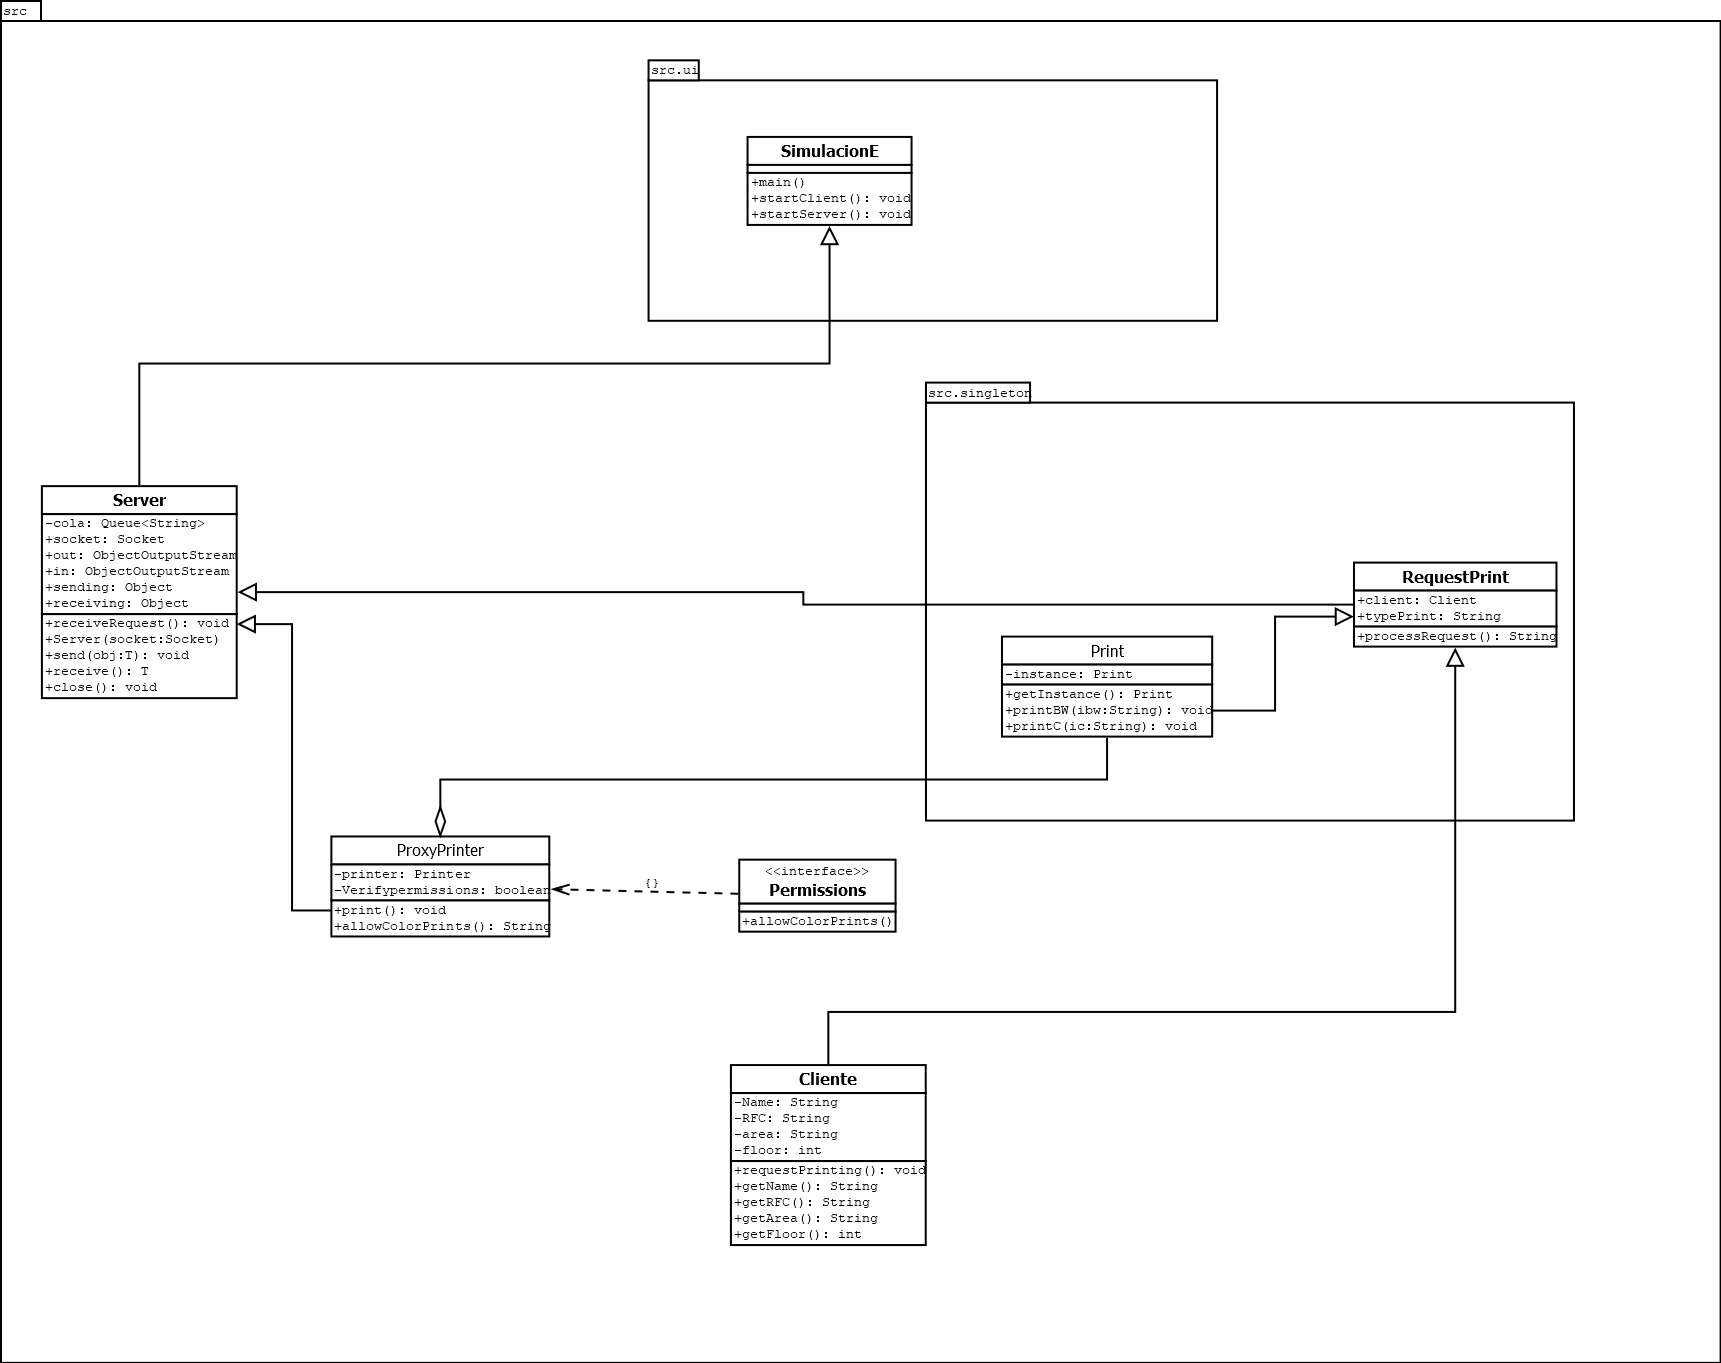 src
src.ui
SimulacionE
+main()
+startClient(): void
+startServer(): void
src.singleton
Server
-cola: Queue<String>
+socket: Socket
+out: ObjectOutputStream
+in: ObjectOutputStream
+sending: Object
+receiving: Object
+receiveRequest(): void
+Server(socket:Socket)
+send(obj:T): void
+receive(): T
+close(): void
RequestPrint
+client: Client
+typePrint: String
+processRequest(): String
Print
-instance: Print
+getInstance(): Print
+printBW(ibw:String): void
+printC(ic:String): void
ProxyPrinter
-printer: Printer
-Verifypermissions: boolean
+print(): void
+allowColorPrints(): String
{}
<<interface>>
Permissions
+allowColorPrints()
Cliente
-Name: String
-RFC: String
-area: String
-floor: int
+requestPrinting(): void
+getName(): String
+getRFC(): String
+getArea(): String
+getFloor(): int